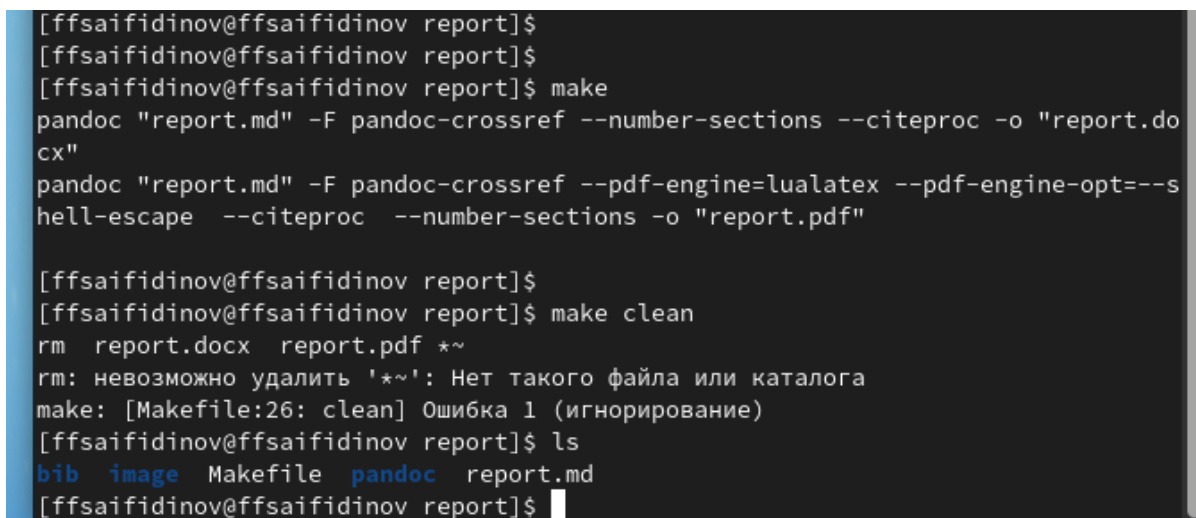 [ffsaifidinov@ffsaifidinov report]$
[ffsaifidinov@ffsaifidinov report]$
[ffsaifidinov@ffsaifidinov report]$ make
pandoc "report.md" -F pandoc-crossref --number-sections --citeproc -o "report.do
cx"
pandoc "report.md" -F pandoc-crossref --pdf-engine=lualatex --pdf-engine-opt=--s
hell-escape  --citeproc  --number-sections -o "report.pdf"
[ffsaifidinov@ffsaifidinov report]$
[ffsaifidinov@ffsaifidinov report]$ make clean
rm  report.docx  report.pdf *~
rm: невозможно удалить '*~': Нет такого файла или каталога
make: [Makefile:26: clean] Ошибка 1 (игнорирование)
[ffsaifidinov@ffsaifidinov report]$ ls
bib  image  Makefile  pandoc  report.md
[ffsaifidinov@ffsaifidinov report]$